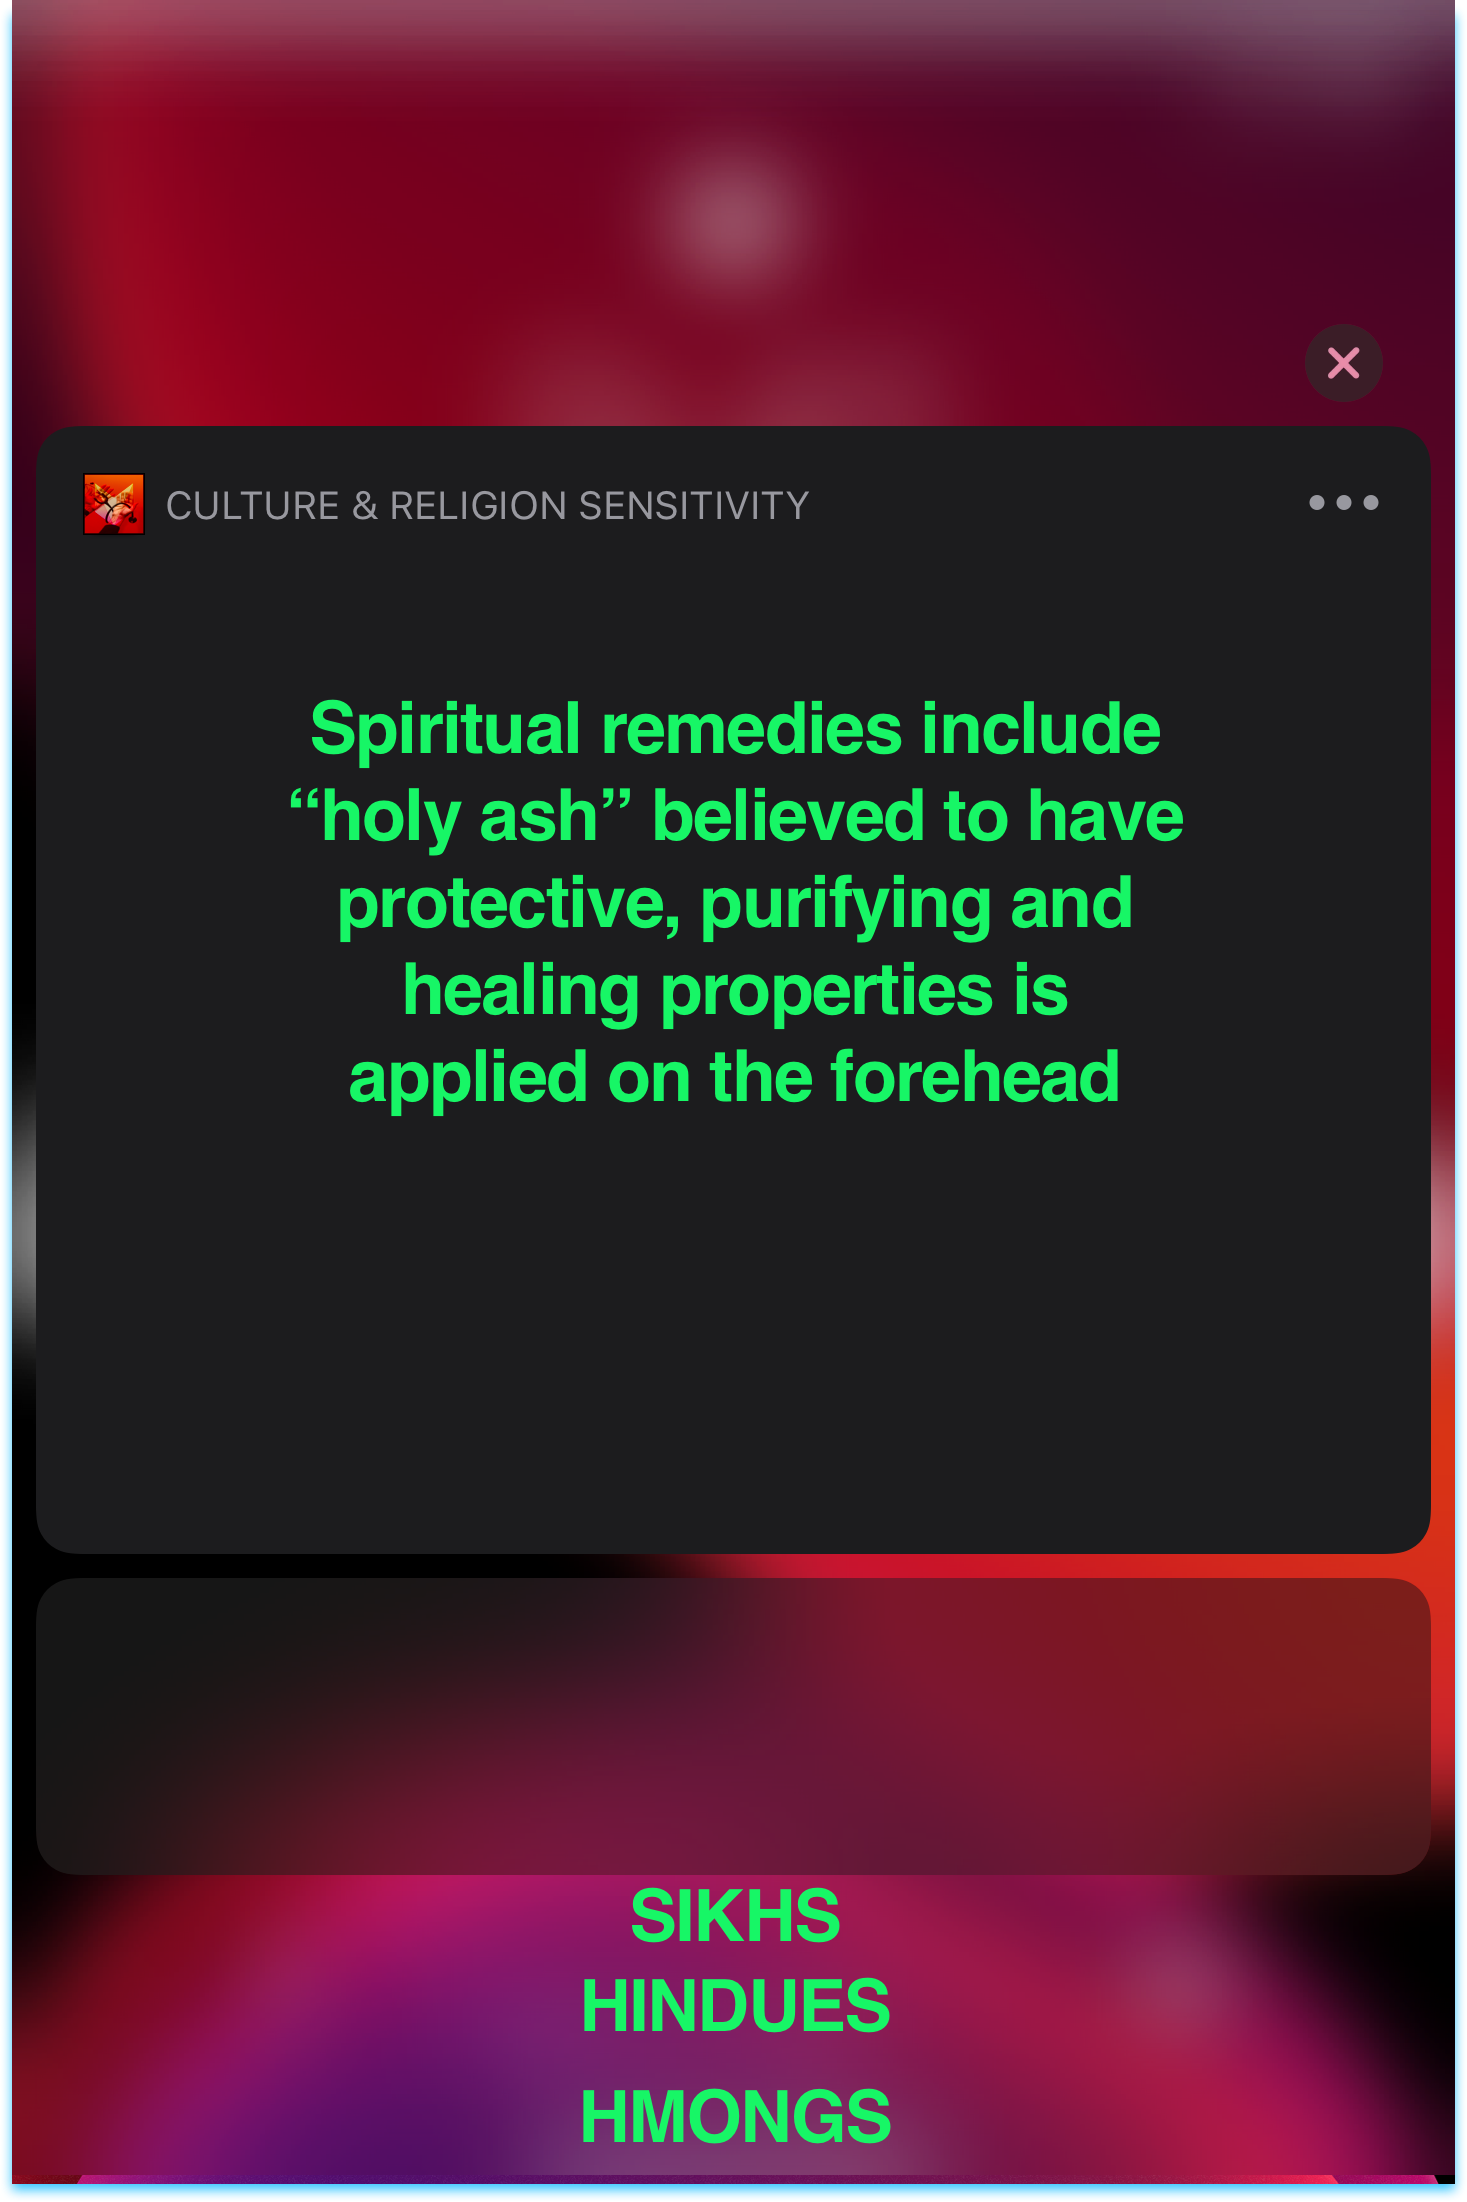 CULTURE & RELIGION SENSITIVITY
Spiritual remedies include
“holy ash” believed to have
protective, purifying and
healing properties is
applied on the forehead
SIKHS
HINDUES
HMONGS